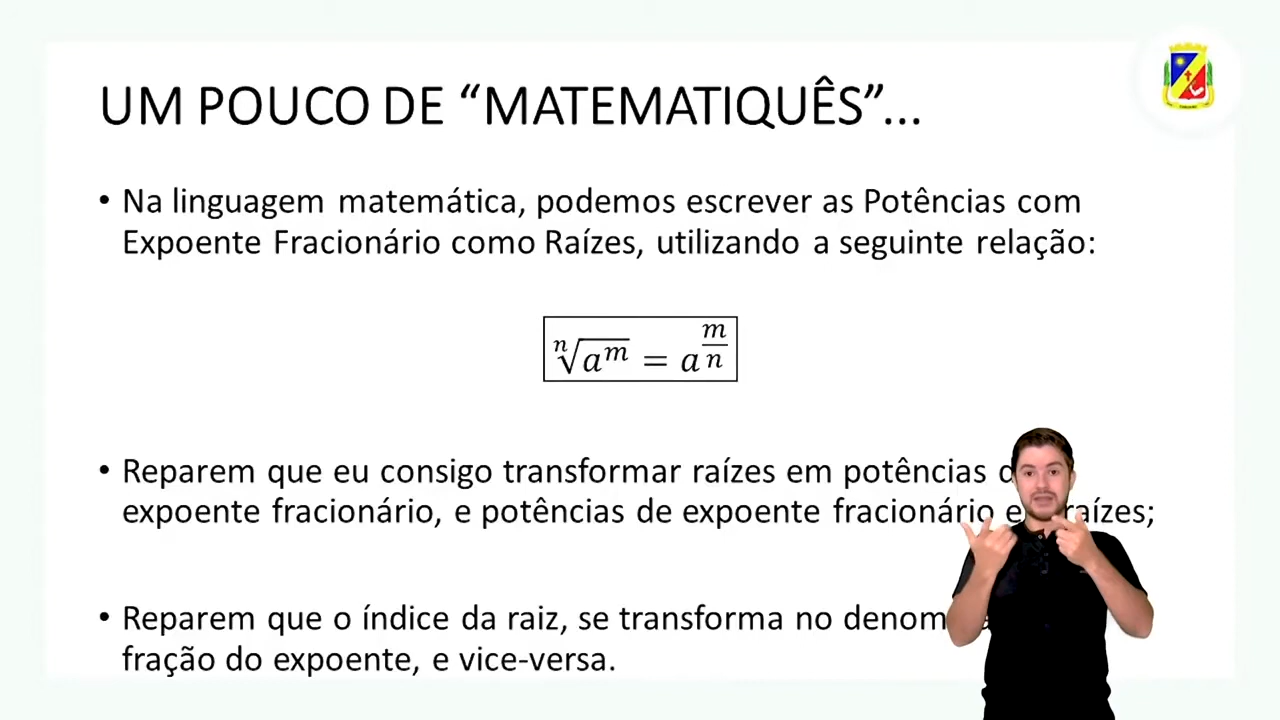 UM POUCO DE “MATEMATIQUÊS”...
• Na linguagem matemática, podemos escrever as Potências com
Expoente Fracionário como Raízes, utilizando a seguinte relação:
ⁿ√(a^m) = a^(m/n)
• Reparem que eu consigo transformar raízes em potências
expoente fracionário, e potências de expoente fracionário raízes;
• Reparem que o índice da raiz, se transforma no
fração do expoente, e vice-versa.